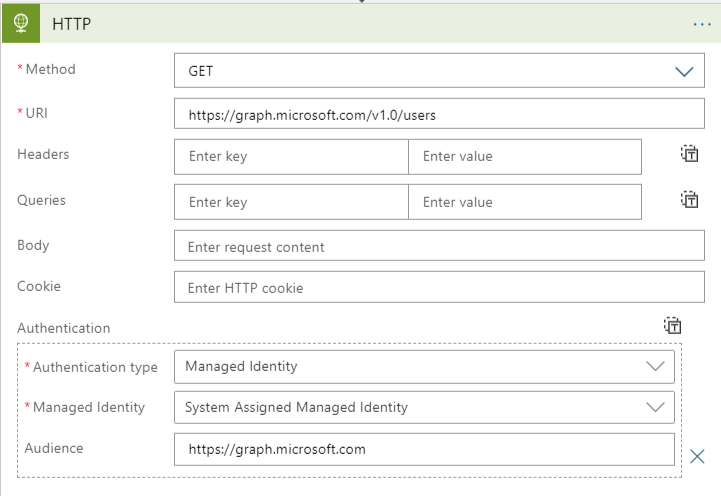 HTTP ...
* Method GET
* URI https://graph.microsoft.com/v1.0/users
Headers Enter key Enter value
Queries Enter key Enter value
Body Enter request content
Cookie Enter HTTP cookie
Authentication
* Authentication type Managed Identity
* Managed Identity System Assigned Managed Identity
Audience https://graph.microsoft.com